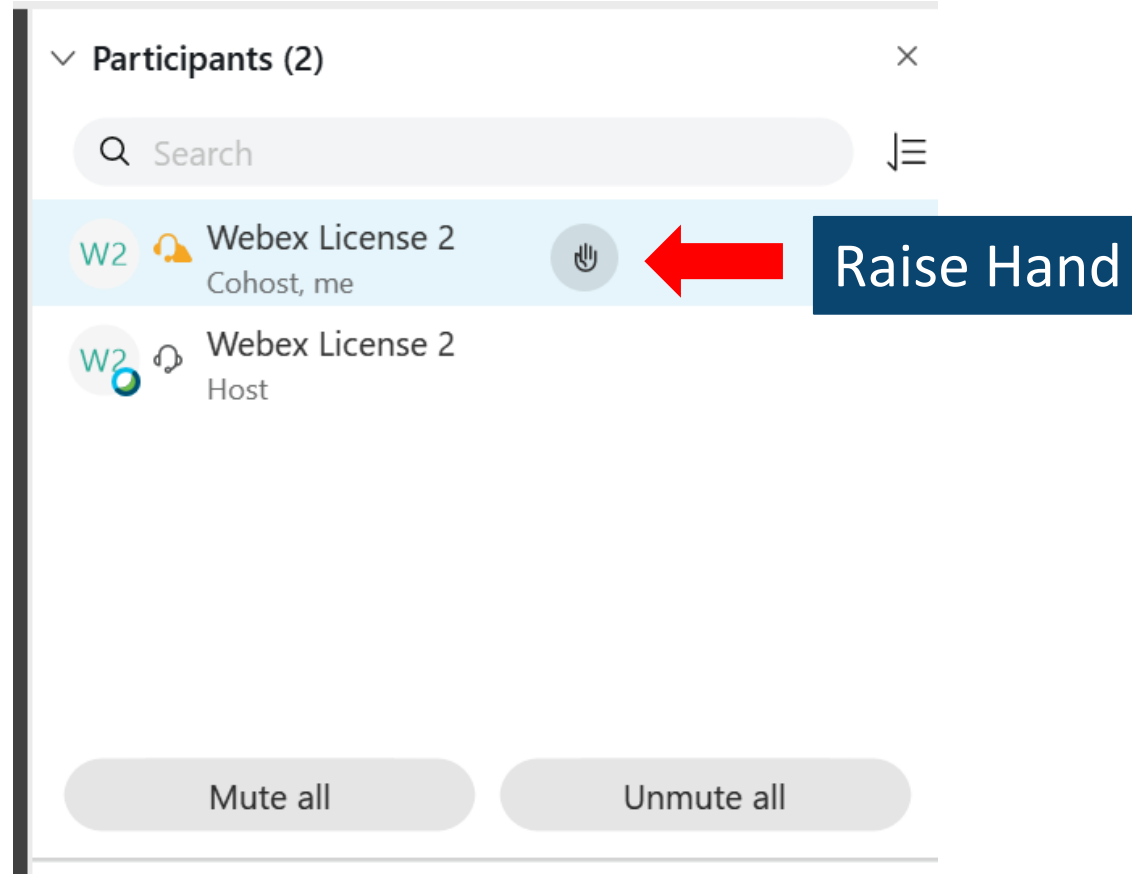 Participants (2)
Search
W2 Webex License 2
Cohost, me
Raise Hand
W2 Webex License 2
Host
Mute all Unmute all